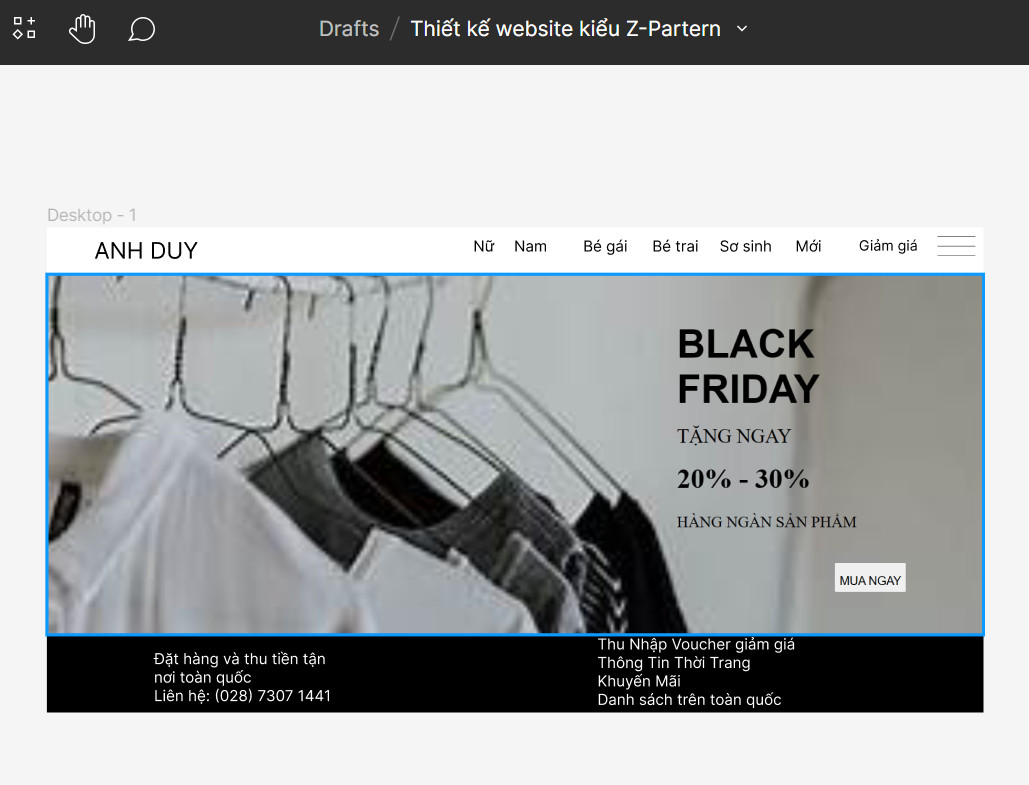 Drafts / Thiết kế website kiểu Z-Partern
Desktop - 1
ANH DUY
Nữ Nam Bé gái Bé trai Sơ sinh Mới Giảm giá
BLACK
FRIDAY
TẶNG NGAY
20% - 30%
HÀNG NGÀN SẢN PHẨM
MUA NGAY
Đặt hàng và thu tiền tận
nơi toàn quốc
Liên hệ: (028) 7307 1441
Thu Nhập Voucher giảm giá
Thông Tin Thời Trang
Khuyến Mãi
Danh sách trên toàn quốc